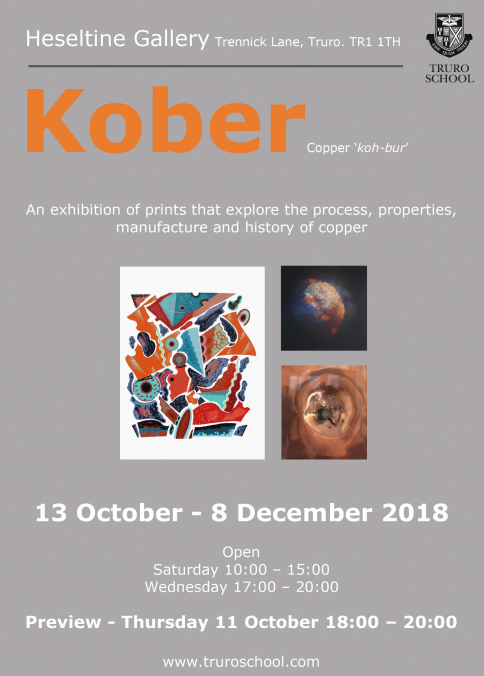 Heseltine Gallery Trennick Lane, Truro. TR1 1TH
TRURO
SCHOOL
Kober Copper ‘koh-bur’
An exhibition of prints that explore the process, properties,
manufacture and history of copper
13 October - 8 December 2018
Open
Saturday 10:00 – 15:00
Wednesday 17:00 – 20:00
Preview - Thursday 11 October 18:00 – 20:00
www.truroschool.com